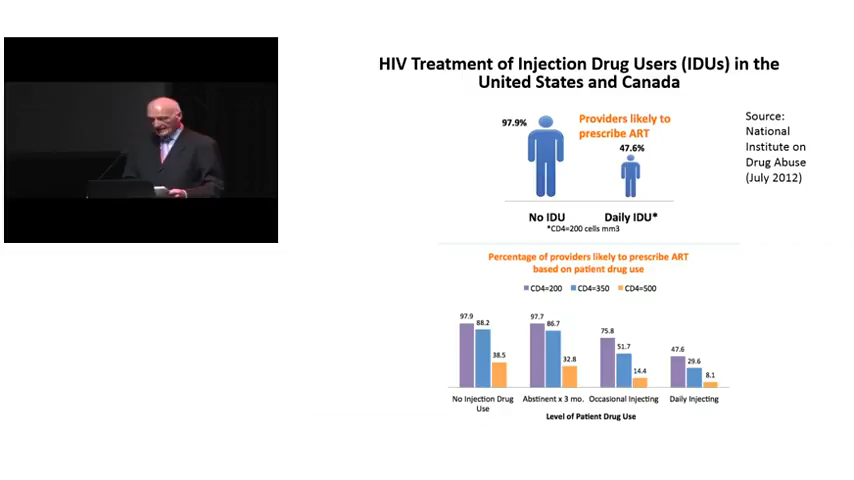 HIV Treatment of Injection Drug Users (IDUs) in the
United States and Canada
97.9%
Providers likely to
prescribe ART
47.6%
No IDU
Daily IDU*
*CD4=200 cells mm3
Source:
National
Institute on
Drug Abuse
(July 2012)
Percentage of providers likely to prescribe ART
based on patient drug use
CD4=200 CD4=350 CD4=500
97.9
88.2
38.5
97.7
86.7
32.8
75.8
51.7
14.4
47.6
29.6
8.1
No Injection Drug
Use
Abstinent x 3 mo.
Occasional Injecting
Daily Injecting
Level of Patient Drug Use